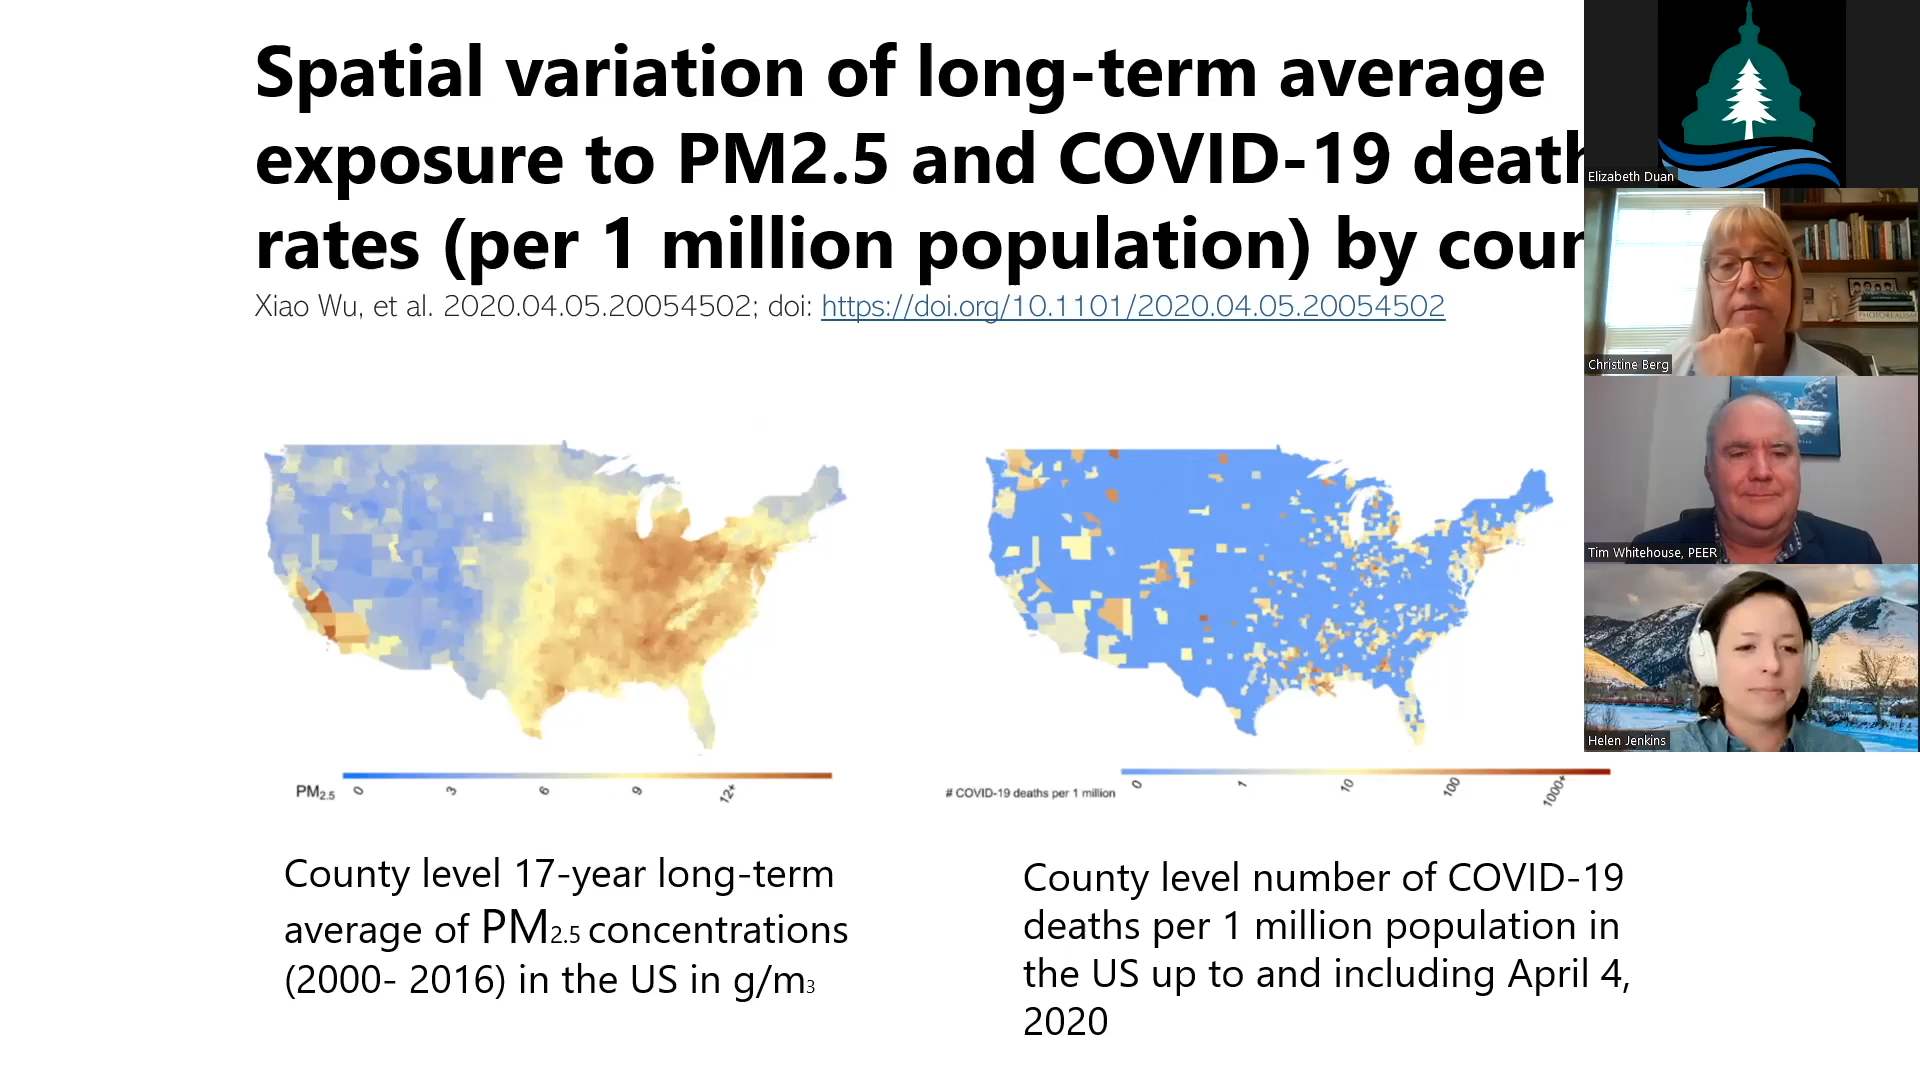 Spatial variation of long-term average
exposure to PM2.5 and COVID-19 death
rates (per 1 million population) by coun
Xiao Wu, et al. 2020.04.05.20054502; doi: https://doi.org/10.1101/2020.04.05.20054502
PM2.5
0 3 6 9 12+
# COVID-19 deaths per 1 million
0 1 10 100 1000+
County level 17-year long-term
average of PM2.5 concentrations
(2000- 2016) in the US in g/m3
County level number of COVID-19
deaths per 1 million population in
the US up to and including April 4,
2020
Elizabeth Duan
Christine Berg
PHOTOREALISM
Tim Whitehouse, PEER
Helen Jenkins